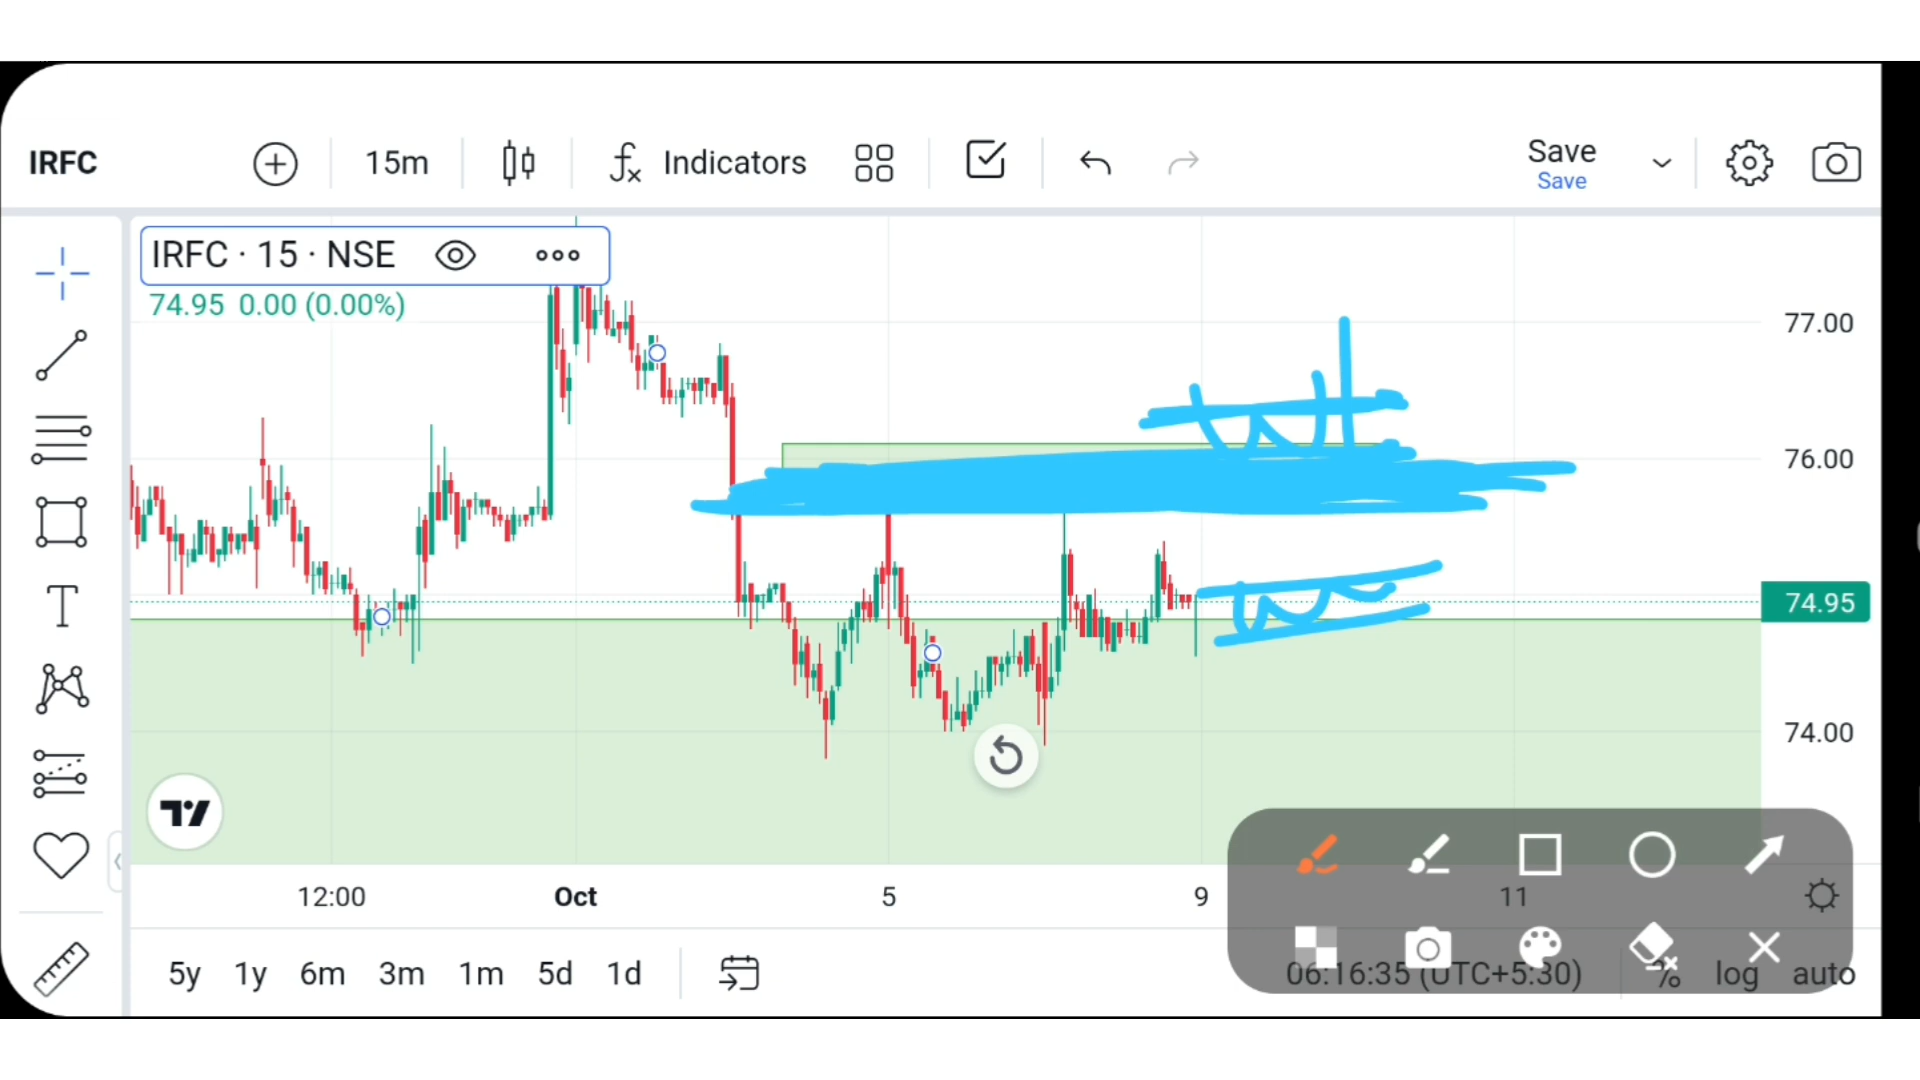 IRFC
15m
Indicators
Save
Save
IRFC · 15 · NSE
74.95 0.00 (0.00%)
77.00
76.00
74.95
74.00
12:00
Oct
5
9
11
5y
1y
6m
3m
1m
5d
1d
06:16:35 (UTC+5:30)
%
log
auto